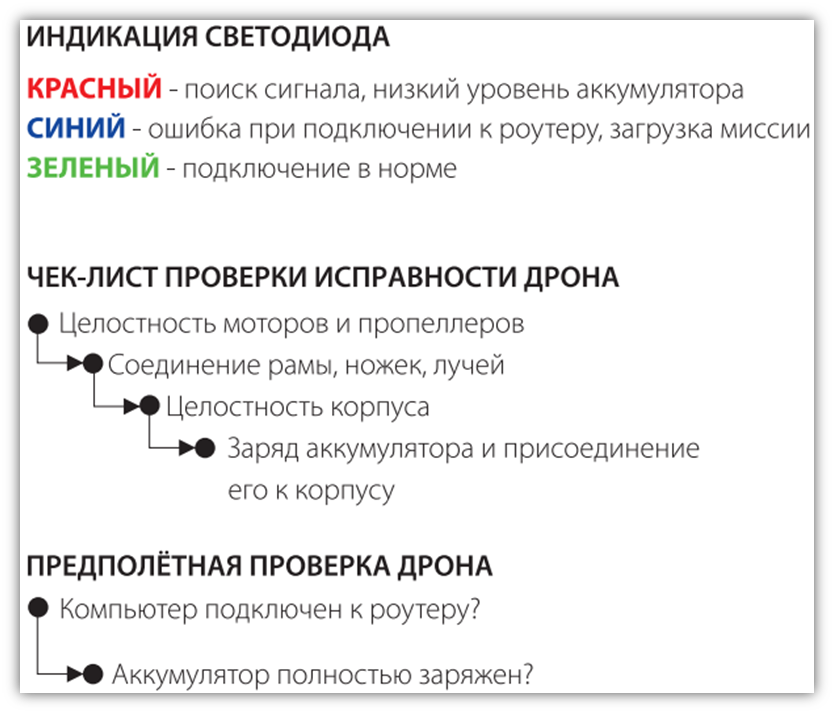 ИНДИКАЦИЯ СВЕТОДИОДА
КРАСНЫЙ - поиск сигнала, низкий уровень аккумулятора
СИНИЙ - ошибка при подключении к роутеру, загрузка миссии
ЗЕЛЕНЫЙ - подключение в норме
ЧЕК-ЛИСТ ПРОВЕРКИ ИСПРАВНОСТИ ДРОНА
Целостность моторов и пропеллеров
Соединение рамы, ножек, лучей
Целостность корпуса
Заряд аккумулятора и присоединение
его к корпусу
ПРЕДПОЛЁТНАЯ ПРОВЕРКА ДРОНА
Компьютер подключен к роутеру?
Аккумулятор полностью заряжен?